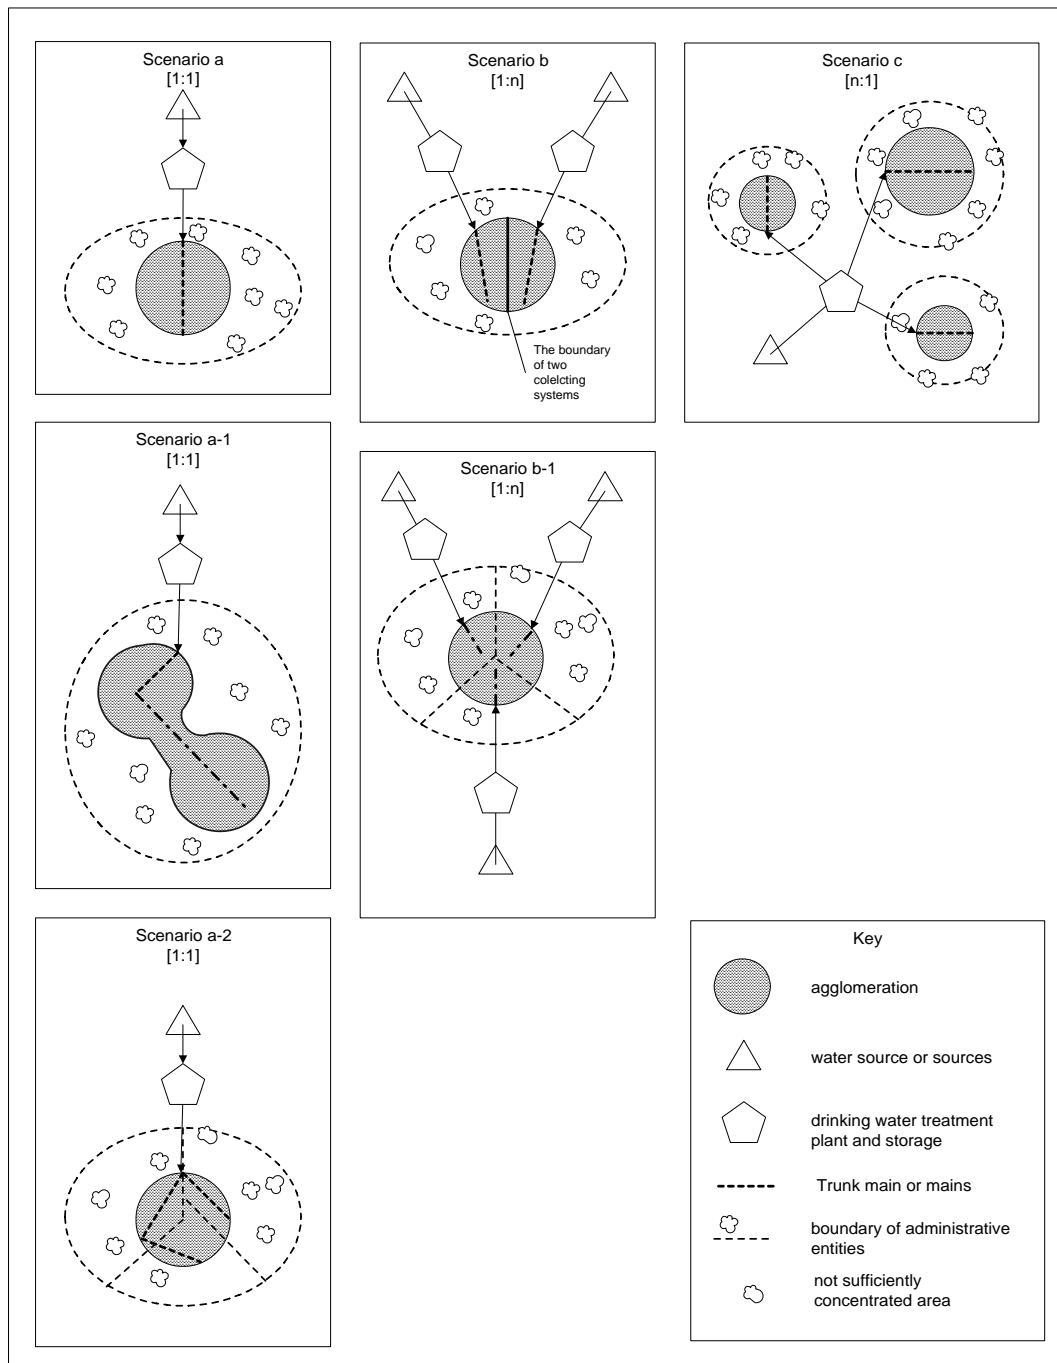 Scenario a
[1:1]
Scenario b
[1:n]
The boundary
of two
colelcting
systems
Scenario c
[n:1]
Scenario a-1
[1:1]
Scenario b-1
[1:n]
Scenario a-2
[1:1]
Key
agglomeration
water source or sources
drinking water treatment
plant and storage
Trunk main or mains
boundary of administrative
entities
not sufficiently
concentrated area